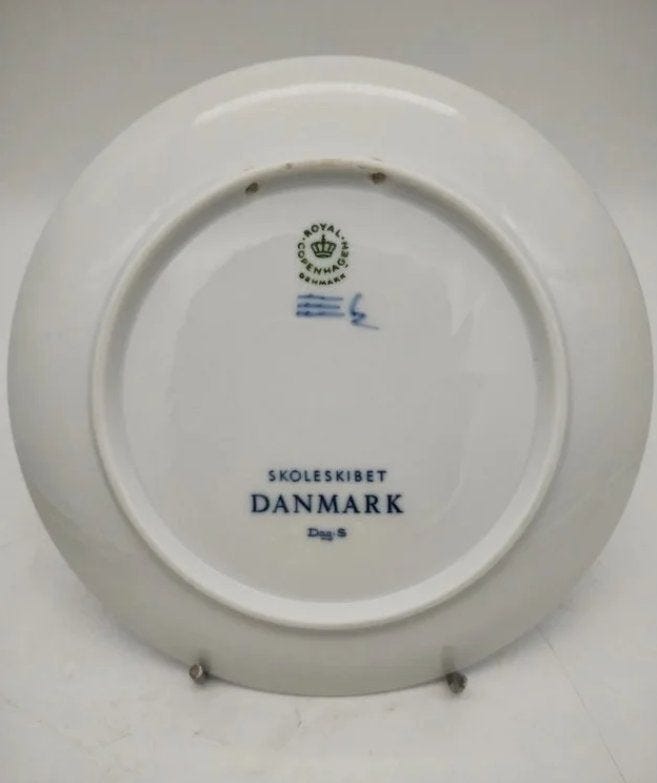 ROYAL
COPENHAGEN
DENMARK
SKOLESKIBET
DANMARK